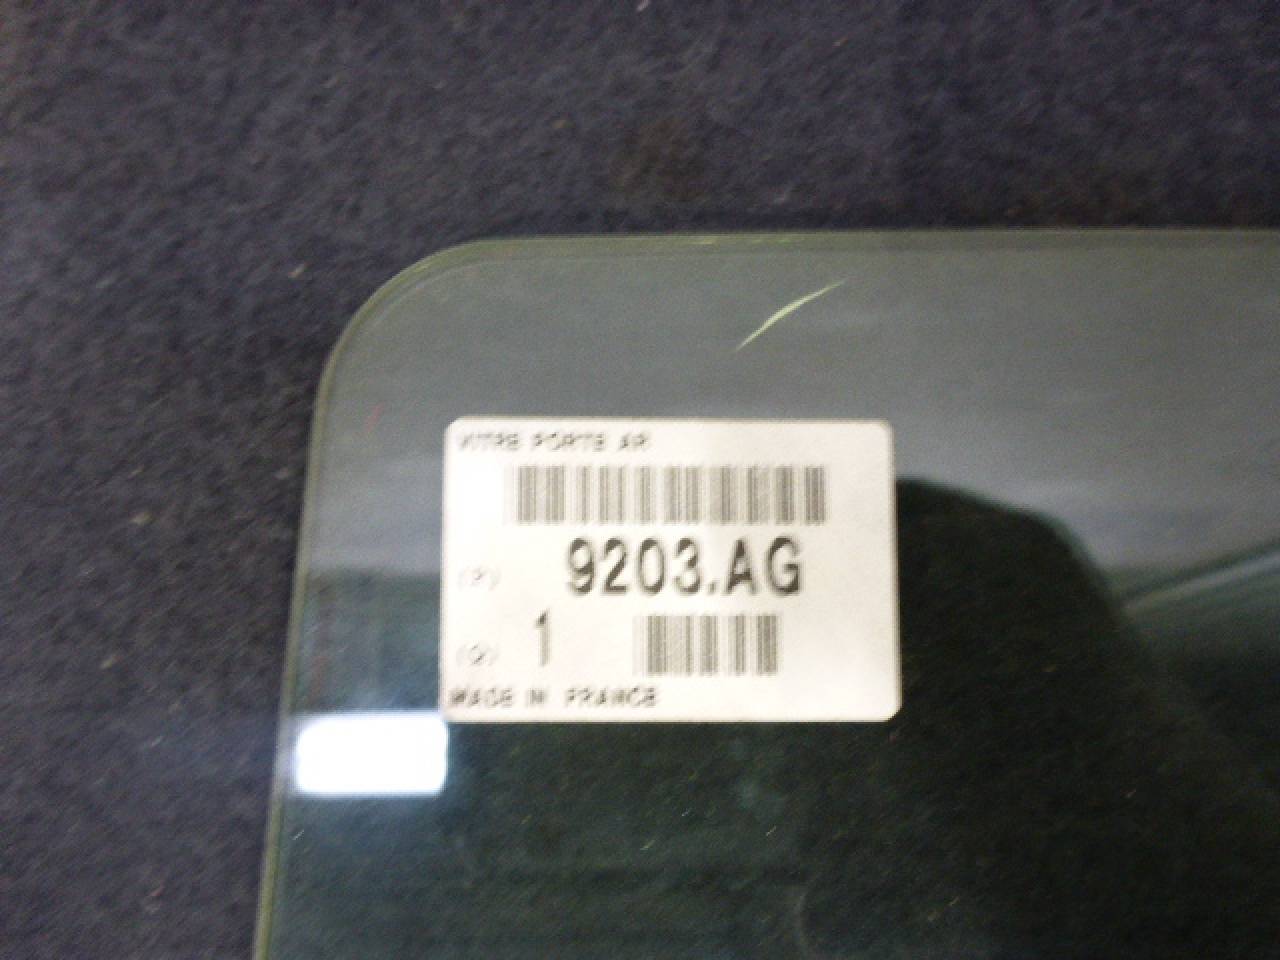 VITRE PORTE AR
(P) 9203.AG
(Q) 1
MADE IN FRANCE